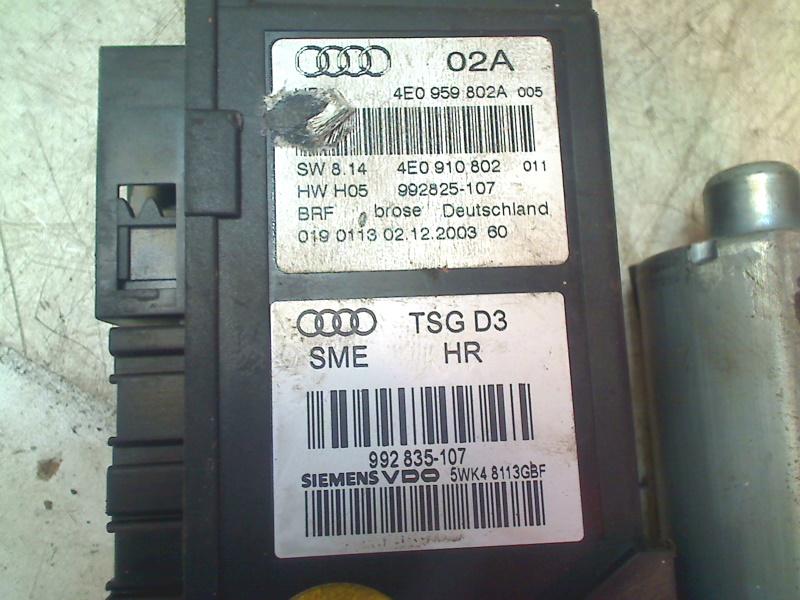 02A
4E0 959 802A 005
SW 8.14 4E0 910 802 011
HW H05 992825-107
BRF brose Deutschland
019 0113 02.12.2003 60
TSG D3
SME HR
992 835-107
SIEMENS VDO 5WK4 8113GBF